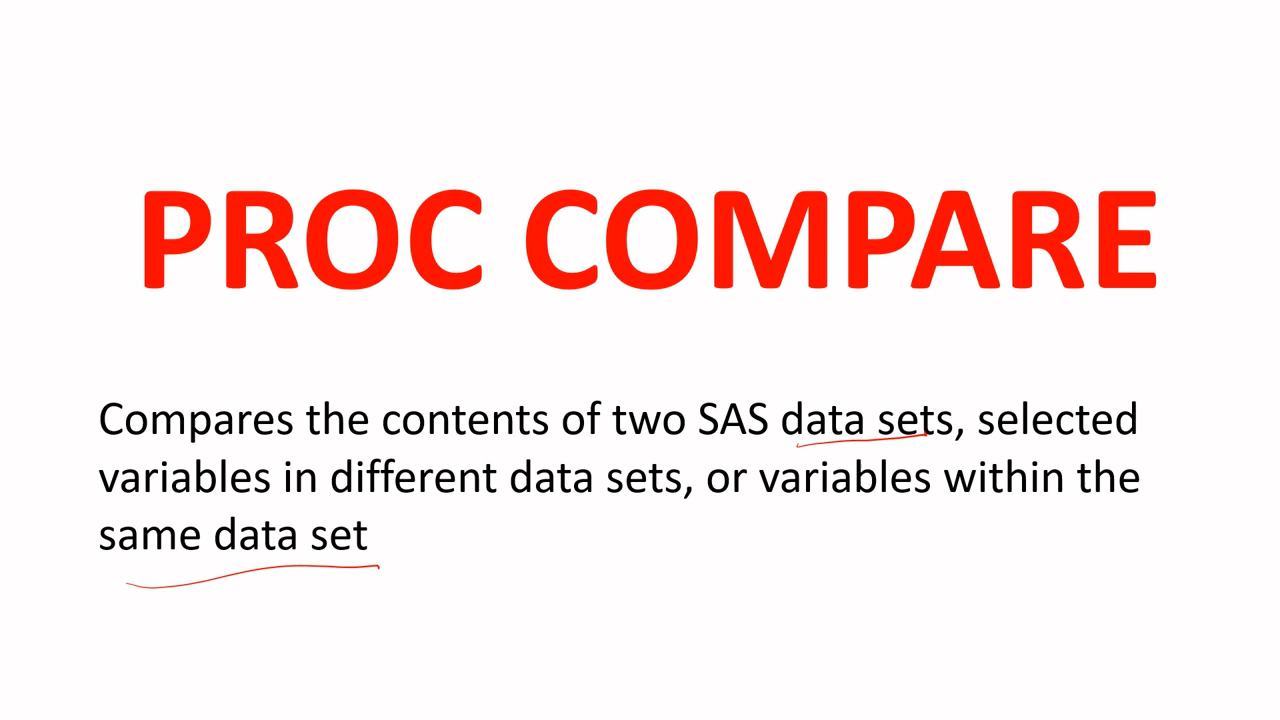 PROC COMPARE
Compares the contents of two SAS data sets, selected
variables in different data sets, or variables within the
same data set